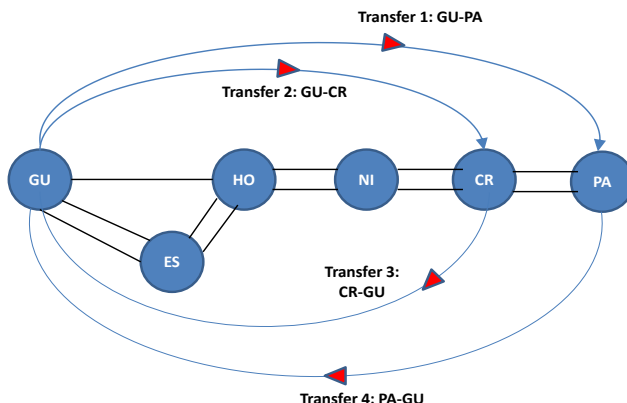 Transfer 1: GU-PA
Transfer 2: GU-CR
GU
HO
NI
CR
PA
ES
Transfer 3:
CR-GU
Transfer 4: PA-GU